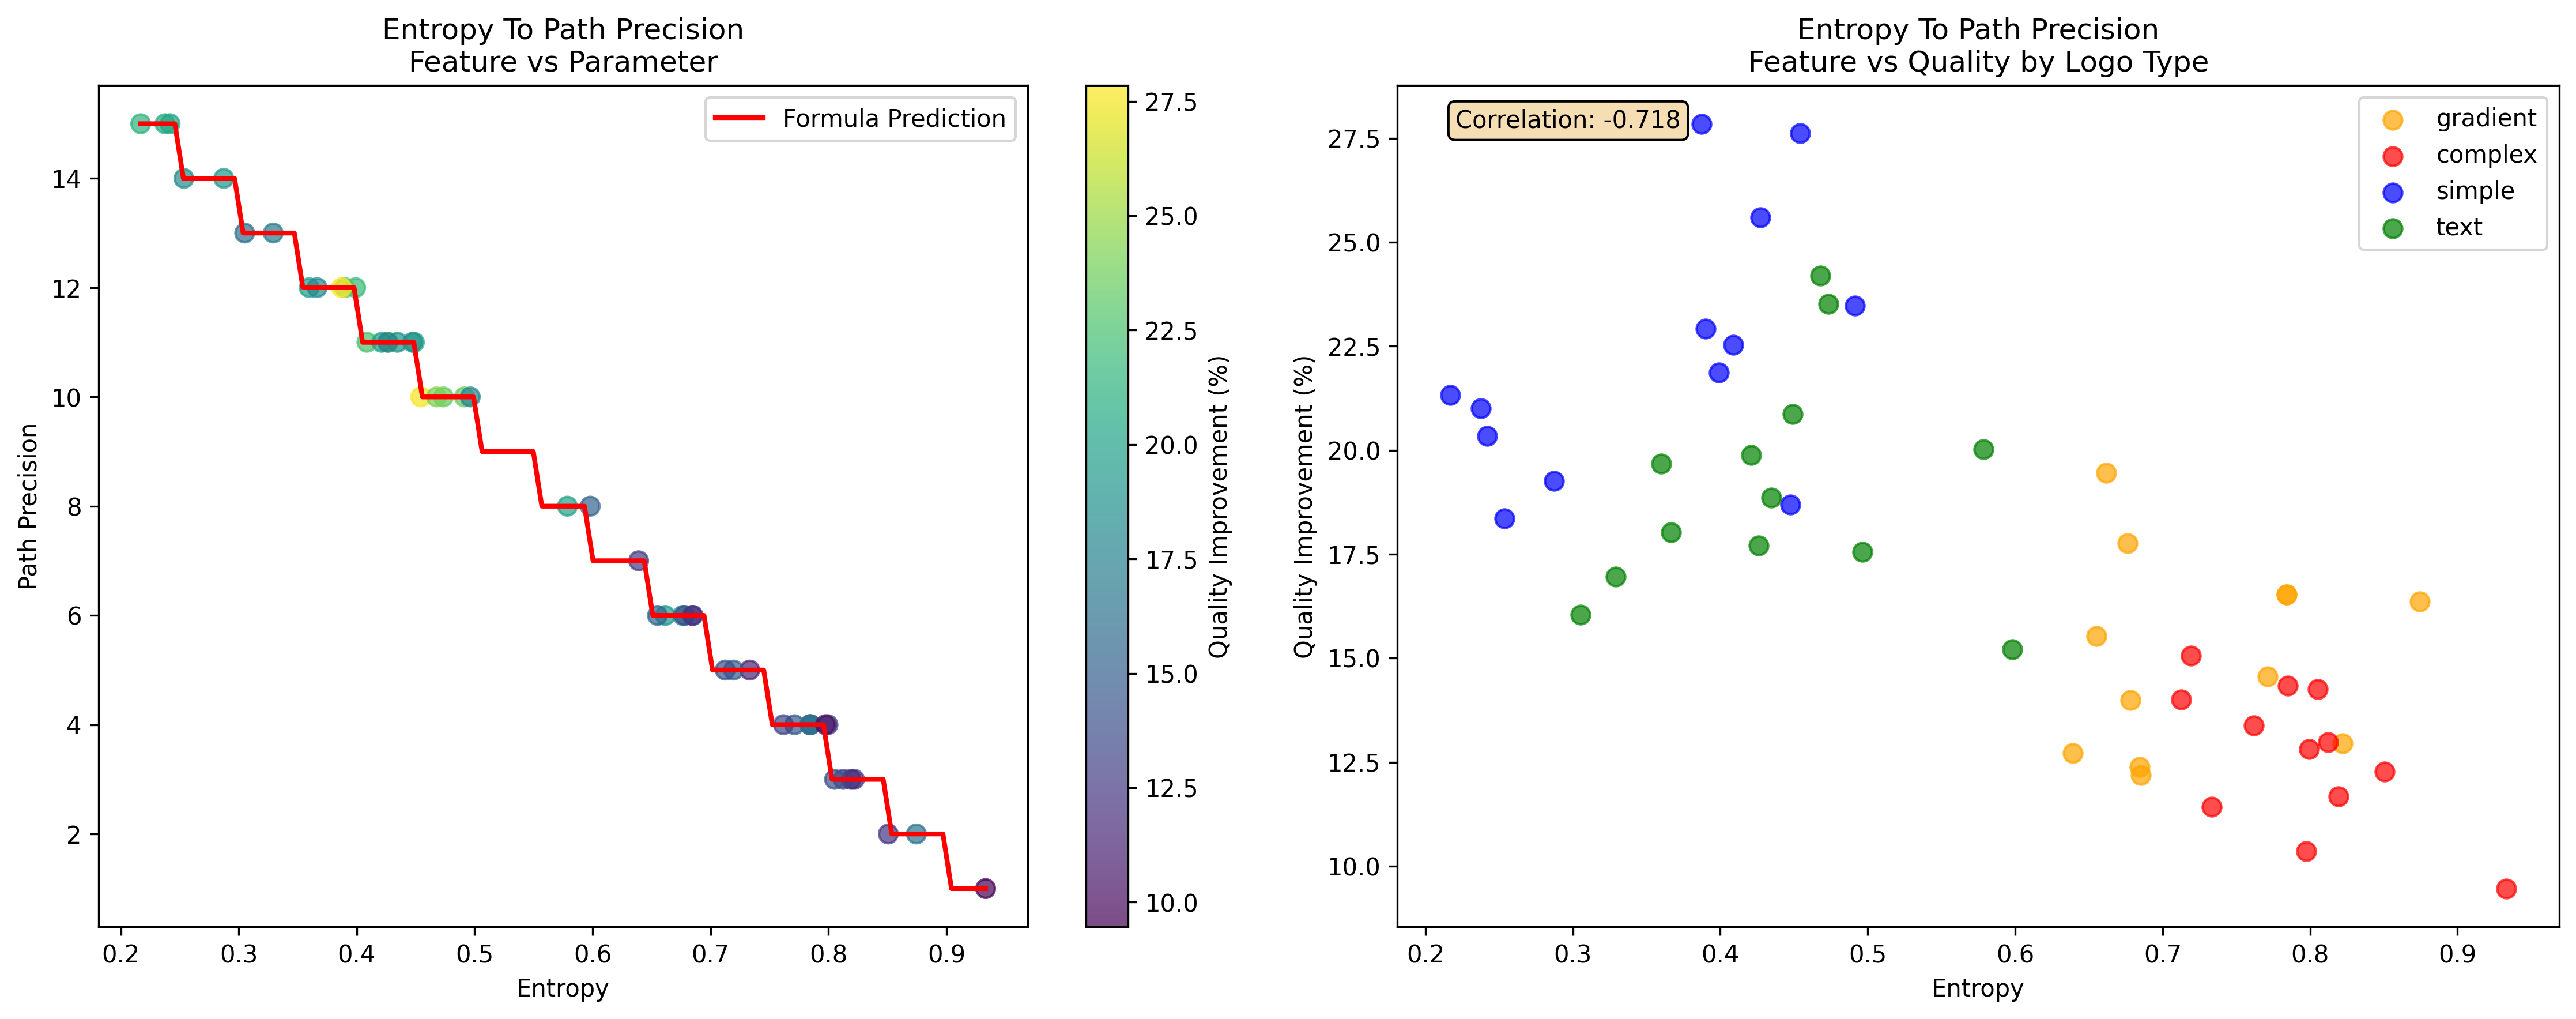 Entropy To Path Precision
Feature vs Parameter
Formula Prediction
14
12
10
8
6
4
2
Path Precision
0.2 0.3 0.4 0.5 0.6 0.7 0.8 0.9
Entropy
27.5
25.0
22.5
20.0
17.5
15.0
12.5
10.0
Quality Improvement (%)
Entropy To Path Precision
Feature vs Quality by Logo Type
Correlation: -0.718
gradient
complex
simple
text
27.5
25.0
22.5
20.0
17.5
15.0
12.5
10.0
Quality Improvement (%)
0.2 0.3 0.4 0.5 0.6 0.7 0.8 0.9
Entropy